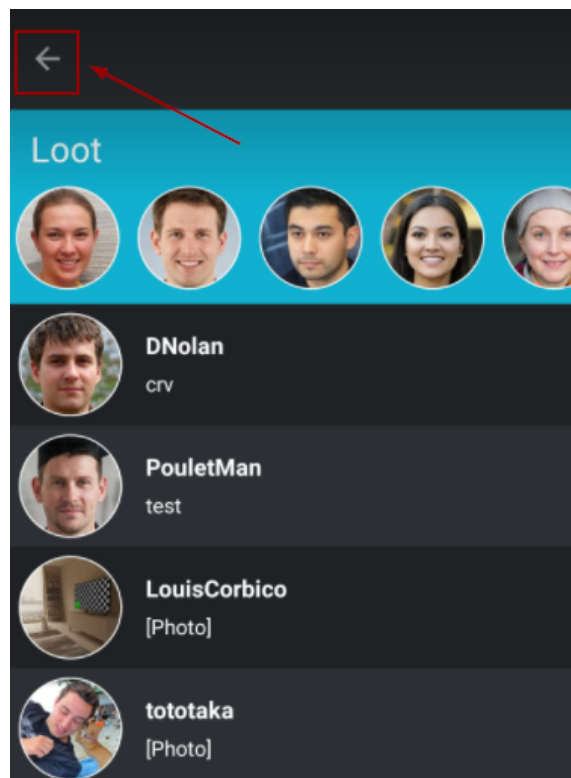 Loot
DNolan
crv
PouletMan
test
LouisCorbico
[Photo]
tototaka
[Photo]